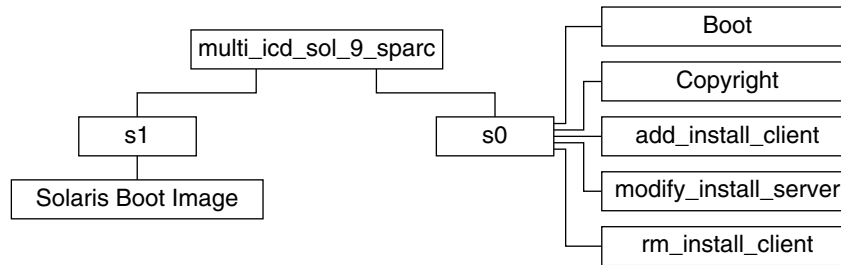 multi_icd_sol_9_sparc
s1
Solaris Boot Image
s0
Boot
Copyright
add_install_client
modify_install_server
rm_install_client